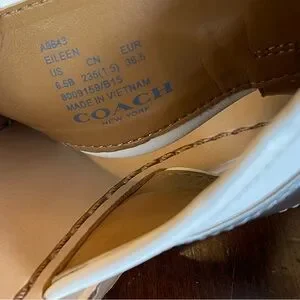 A8643
EILEEN
US CN EUR
6.5B 235(1.5) 36.5
3009159/B15
MADE IN VIETNAM
COACH
NEW YORK